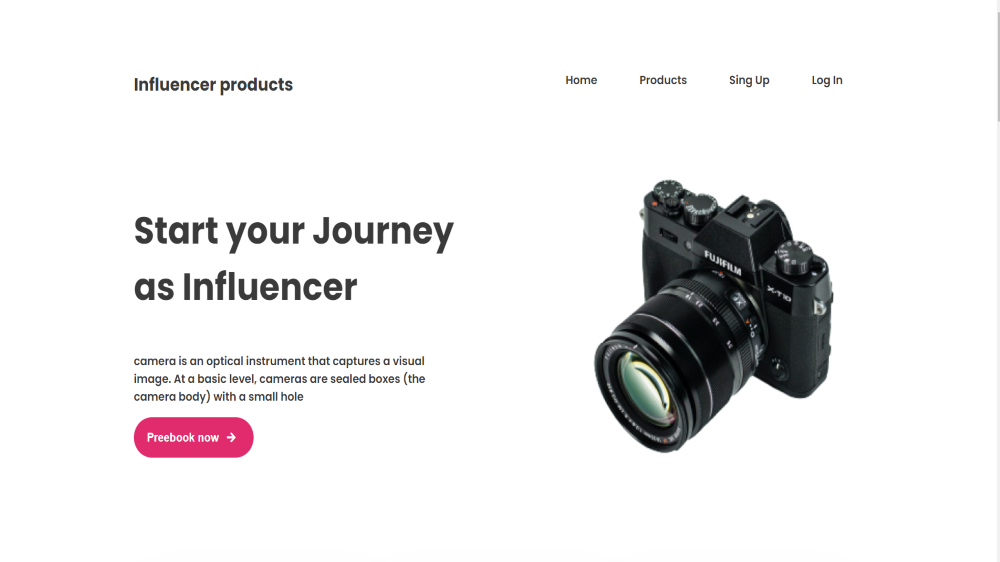 Influencer products
Home Products Sing Up Log In
Start your Journey
as Influencer
camera is an optical instrument that captures a visual
image. At a basic level, cameras are sealed boxes (the
camera body) with a small hole
Preebook now
FUJIFILM
X-T10